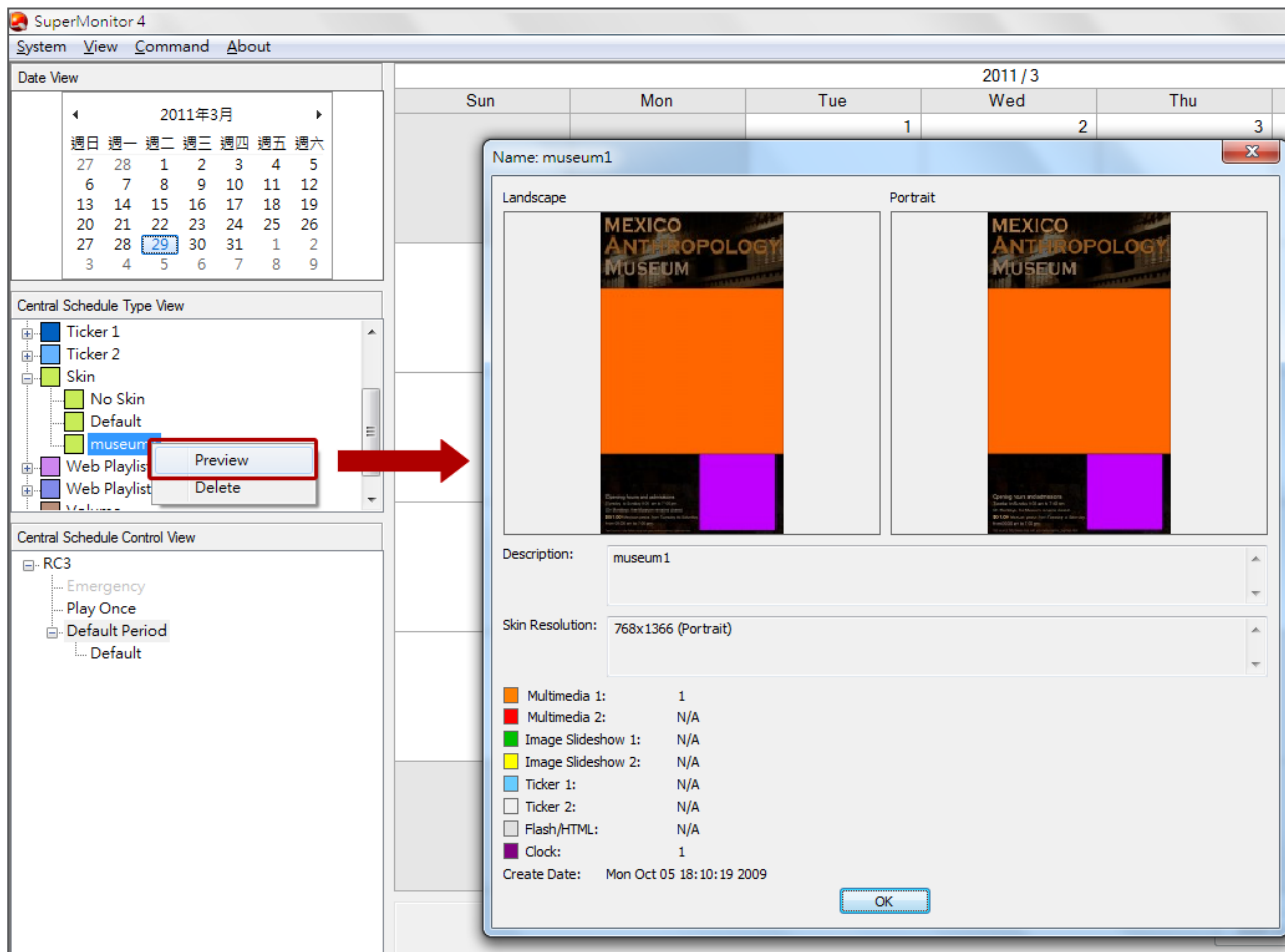 SuperMonitor 4
System View Command About
Date View
2011年3月
週日 週一 週二 週三 週四 週五 週六
27 28 1 2 3 4 5
6 7 8 9 10 11 12
13 14 15 16 17 18 19
20 21 22 23 24 25 26
27 28 29 30 31 1 2
3 4 5 6 7 8 9
Central Schedule Type View
Ticker 1
Ticker 2
Skin
No Skin
Default
museum
Web Playlist
Web Playlist
Preview
Delete
Central Schedule Control View
RC3
Emergency
Play Once
Default Period
Default
2011 / 3
Sun Mon Tue Wed Thu
1 2 3
Name: museum1
Landscape Portrait
MEXICO
ANTHROPOLOGY
MUSEUM
Opening hours and admissions
MEXICO
ANTHROPOLOGY
MUSEUM
Opening hours and admissions
Description: museum1
Skin Resolution: 768x1366 (Portrait)
Multimedia 1: 1
Multimedia 2: N/A
Image Slideshow 1: N/A
Image Slideshow 2: N/A
Ticker 1: N/A
Ticker 2: N/A
Flash/HTML: N/A
Clock: 1
Create Date: Mon Oct 05 18:10:19 2009
OK